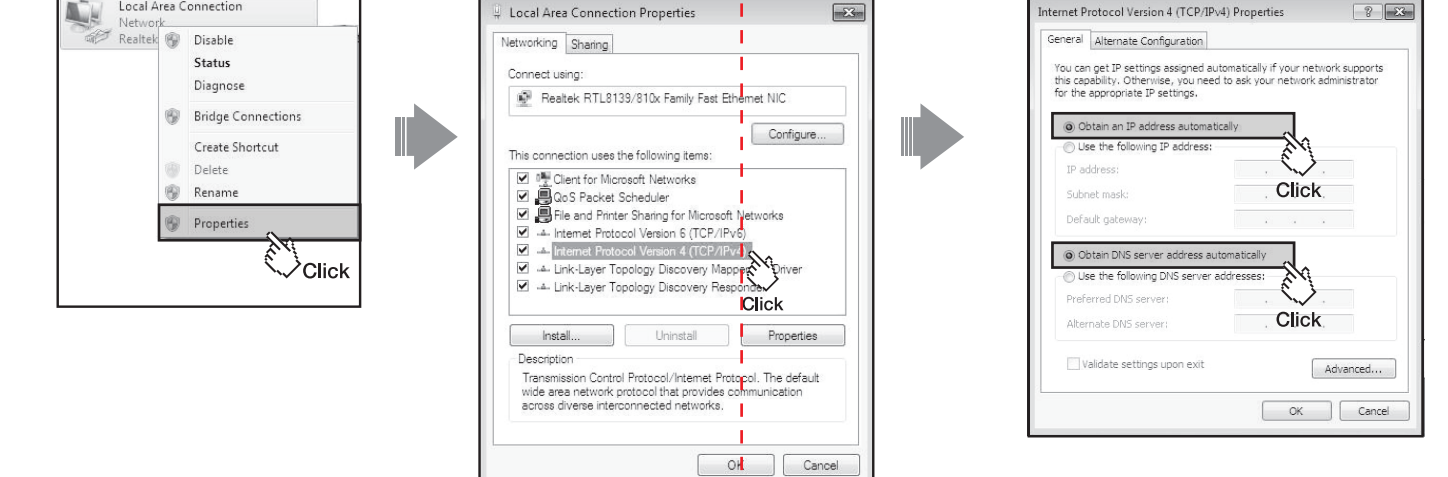 Local Area Connection
Network
Realtek
Disable
Status
Diagnose
Bridge Connections
Create Shortcut
Delete
Rename
Properties
Click
Local Area Connection Properties
Networking
Sharing
Connect using:
Realtek RTL8139/810x Family Fast Ethernet NIC
Configure...
This connection uses the following items:
Client for Microsoft Networks
QoS Packet Scheduler
File and Printer Sharing for Microsoft Networks
Internet Protocol Version 6 (TCP/IPv6)
Internet Protocol Version 4 (TCP/IPv4)
Link-Layer Topology Discovery Mapper I/O Driver
Link-Layer Topology Discovery Responder
Click
Install...
Uninstall
Properties
Description
Transmission Control Protocol/Internet Protocol. The default
wide area network protocol that provides communication
across diverse interconnected networks.
OK
Cancel
Internet Protocol Version 4 (TCP/IPv4) Properties
General
Alternate Configuration
You can get IP settings assigned automatically if your network supports
this capability. Otherwise, you need to ask your network administrator
for the appropriate IP settings.
Obtain an IP address automatically
Use the following IP address:
IP address:
Subnet mask:
Click
Default gateway:
Obtain DNS server address automatically
Use the following DNS server addresses:
Preferred DNS server:
Alternate DNS server:
Click
Validate settings upon exit
Advanced...
OK
Cancel